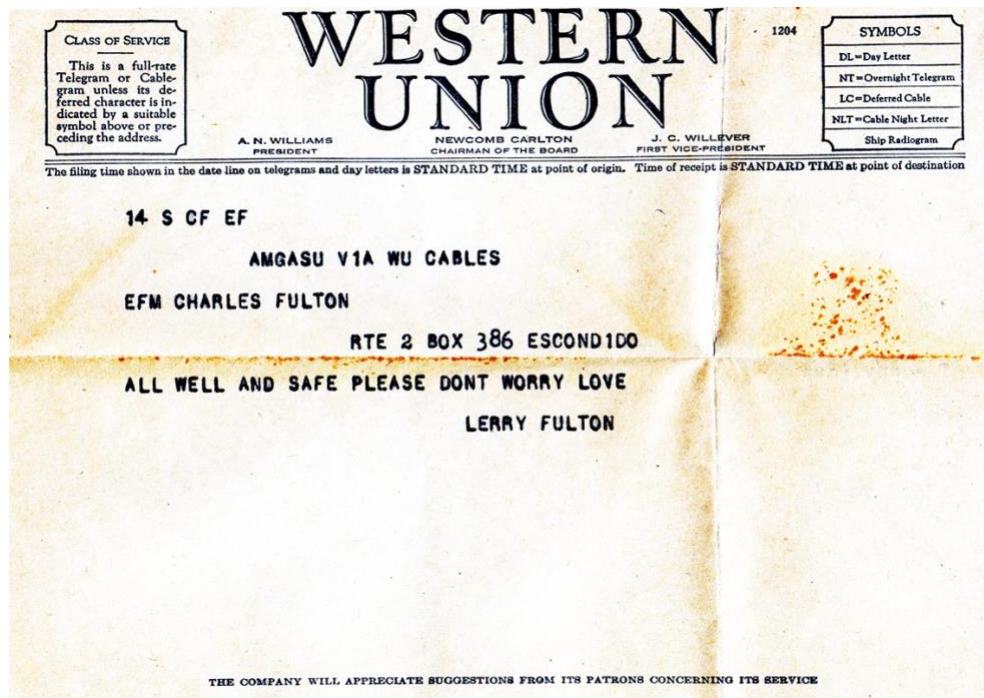 CLASS OF SERVICE
This is a full-rate
Telegram or Cable-
gram unless its de-
ferred character is in-
dicated by a suitable
symbol above or pre-
ceding the address.
WESTERN
UNION
1204
SYMBOLS
DL=Day Letter
NT=Overnight Telegram
LC=Deferred Cable
NLT=Cable Night Letter
Ship Radiogram
A. N. WILLIAMS
PRESIDENT
NEWCOMB CARLTON
CHAIRMAN OF THE BOARD
J. C. WILLEVER
FIRST VICE-PRESIDENT
The filing time shown in the date line on telegrams and day letters is STANDARD TIME at point of origin. Time of receipt is STANDARD TIME at point of destination
14 S CF EF
AMGASU V1A WU CABLES
EFM CHARLES FULTON
RTE 2 BOX 386 ESCOND1DO
ALL WELL AND SAFE PLEASE DONT WORRY LOVE
LERRY FULTON
THE COMPANY WILL APPRECIATE SUGGESTIONS FROM ITS PATRONS CONCERNING ITS SERVICE